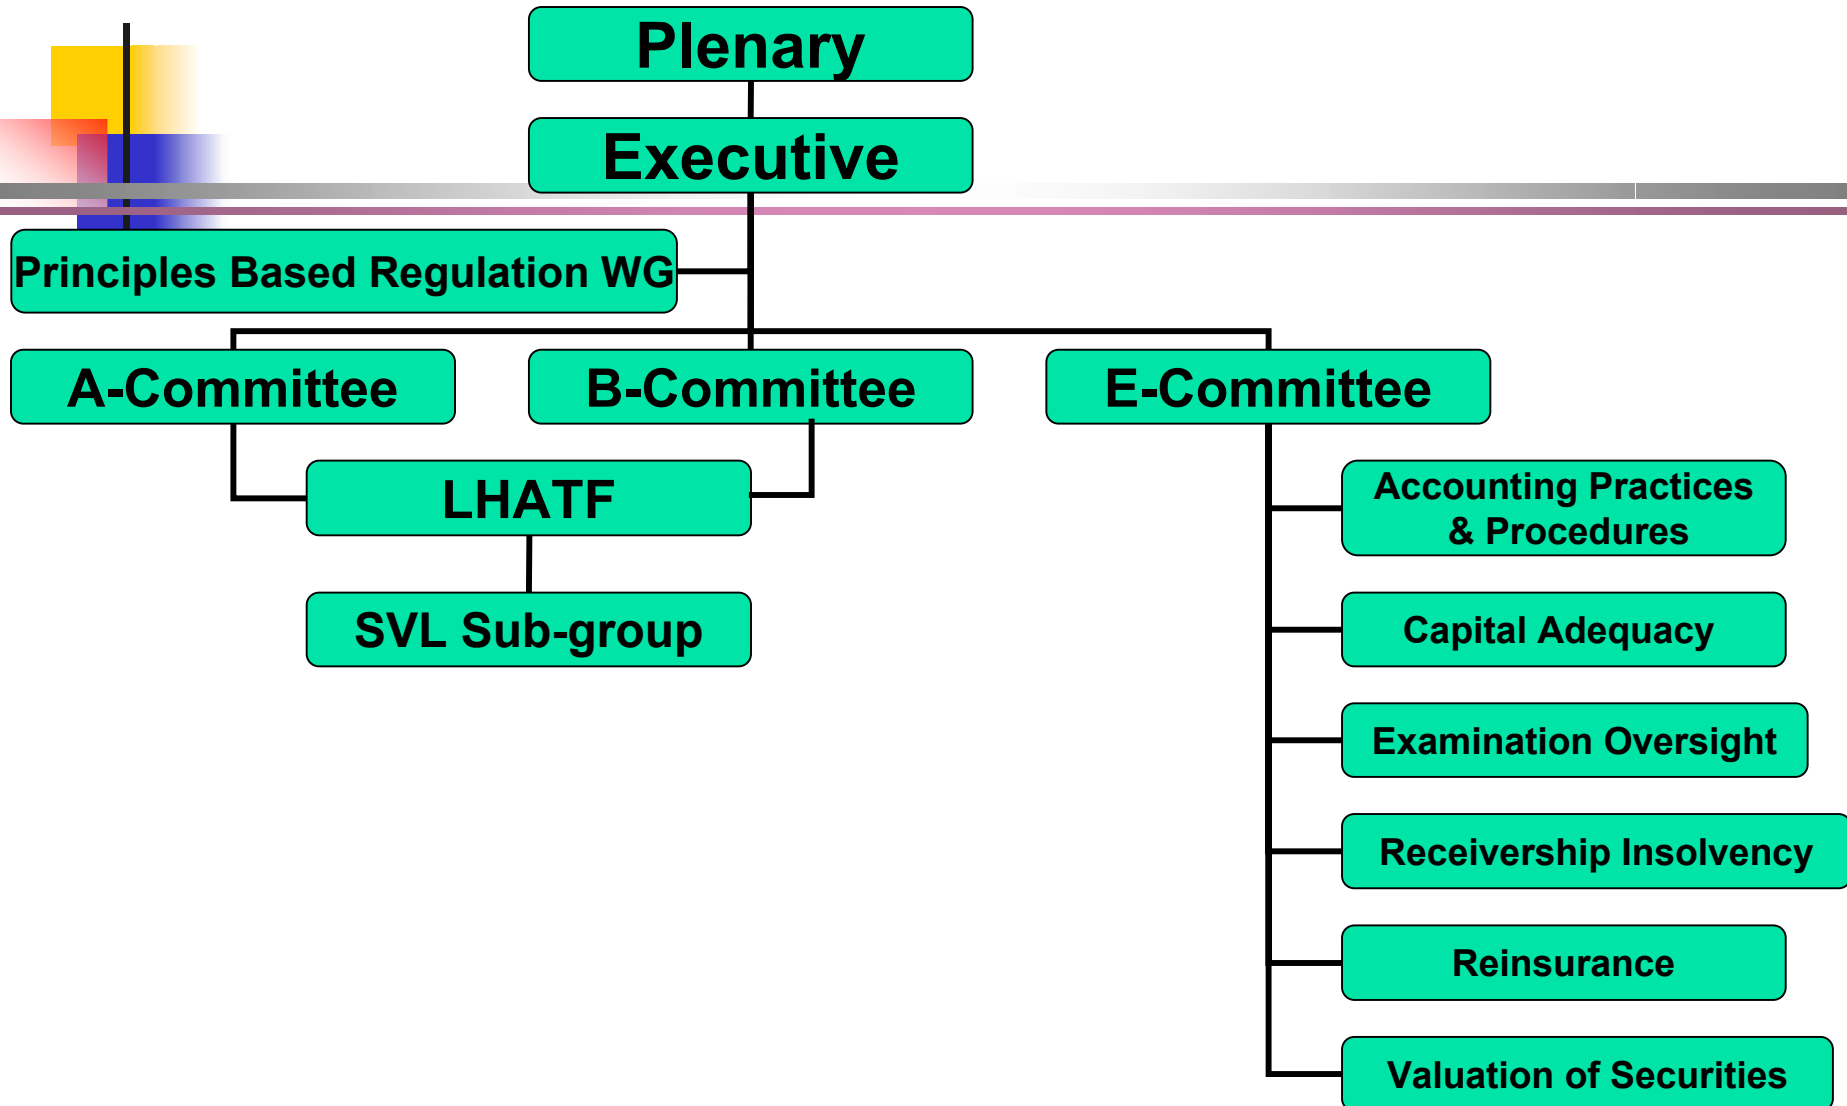 Plenary
Executive
Principles Based Regulation WG
A-Committee
B-Committee
E-Committee
LHATF
SVL Sub-group
Accounting Practices
& Procedures
Capital Adequacy
Examination Oversight
Receivership Insolvency
Reinsurance
Valuation of Securities